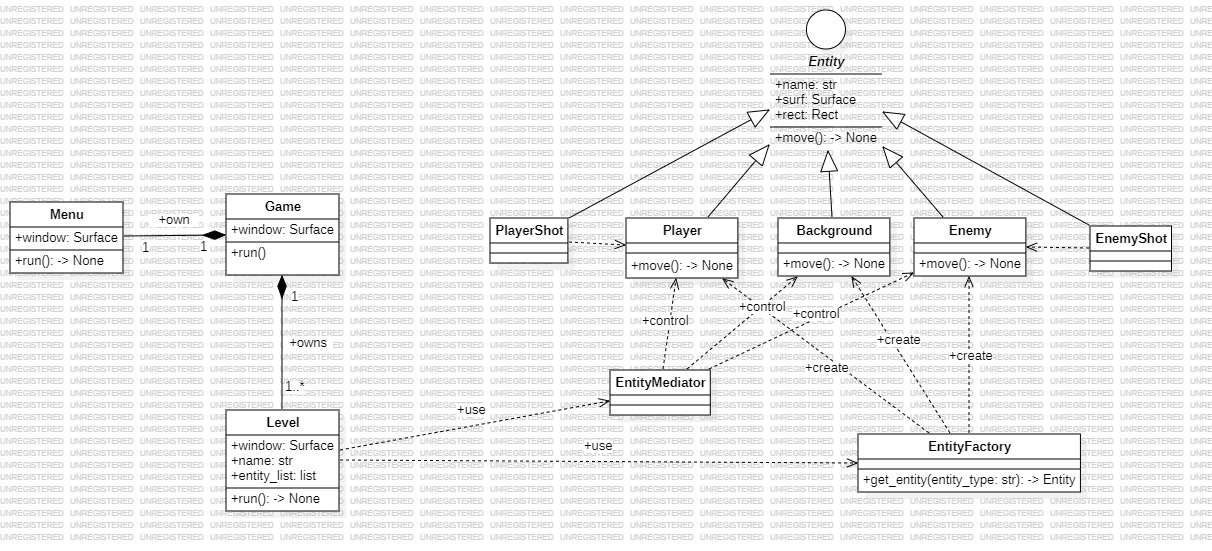 Entity
+name: str
+surf: Surface
+rect: Rect
+move(): -> None
Menu
+window: Surface
+run(): -> None
+own
1
1
Game
+window: Surface
+run()
1
+owns
1..*
Level
+window: Surface
+name: str
+entity_list: list
+run(): -> None
PlayerShot
Player
+move(): -> None
Background
+move(): -> None
Enemy
+move(): -> None
EnemyShot
+control
+control
+control
+create
+create
+create
EntityMediator
+use
+use
EntityFactory
+get_entity(entity_type: str): -> Entity
UNREGISTERED